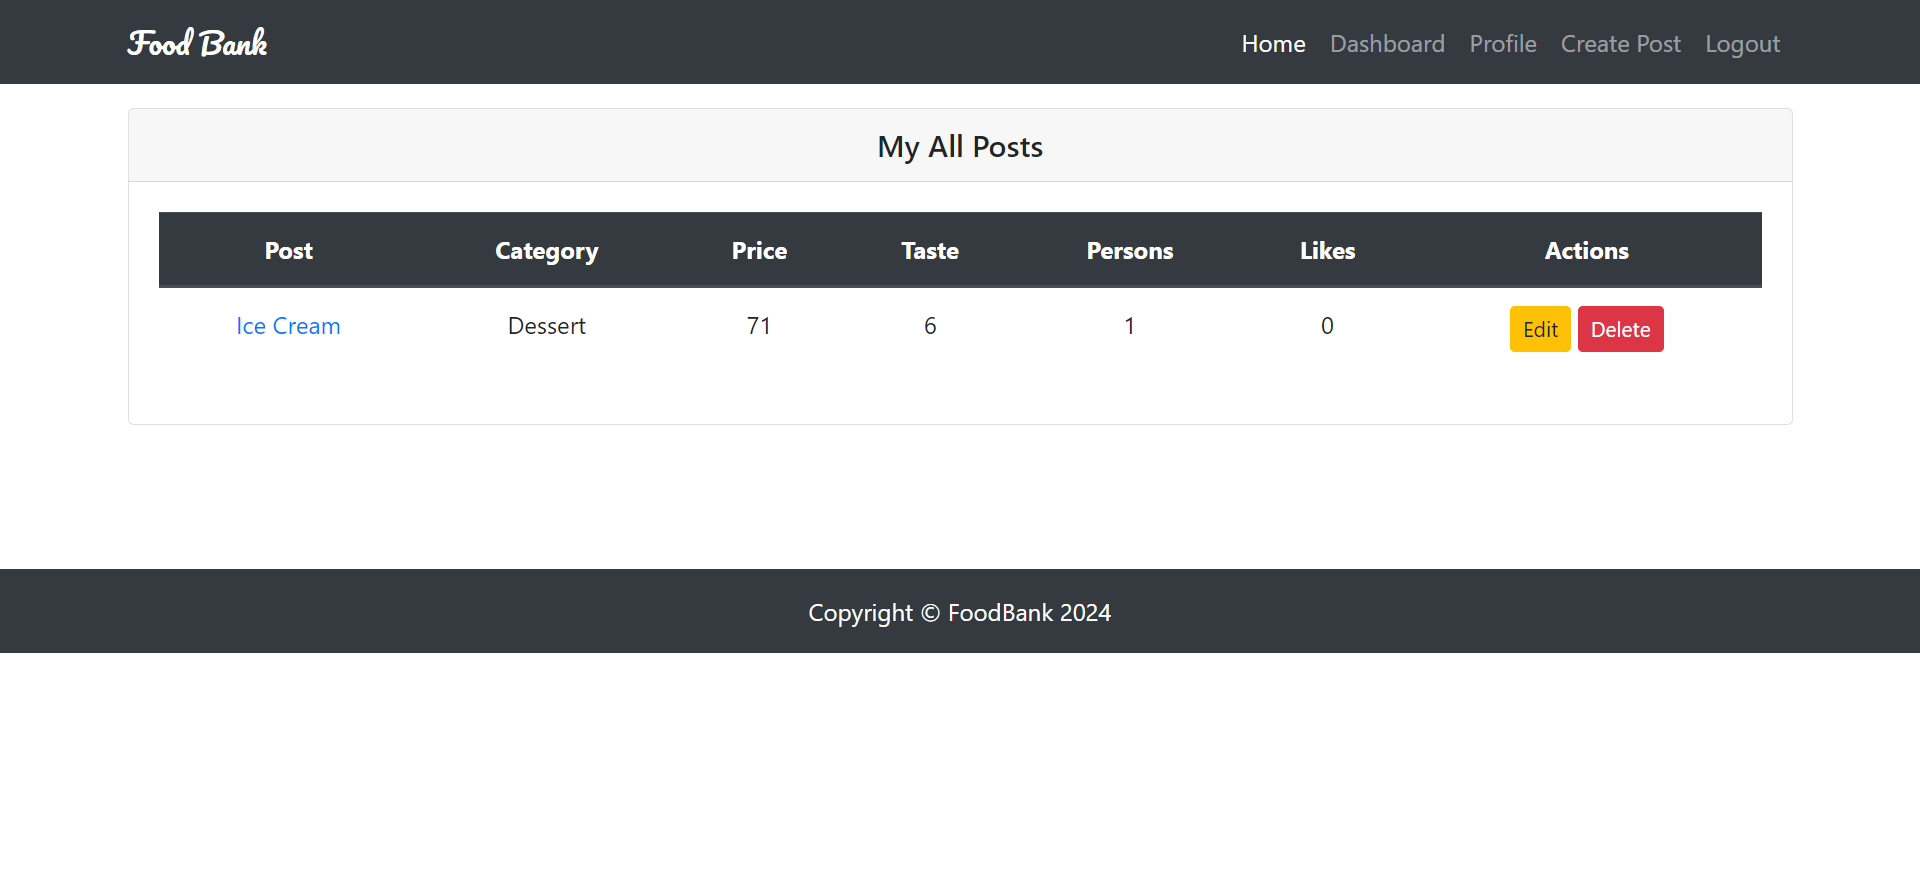 Food Bank
Home Dashboard Profile Create Post Logout
My All Posts
Post Category Price Taste Persons Likes Actions
Ice Cream Dessert 71 6 1 0 Edit Delete
Copyright © FoodBank 2024